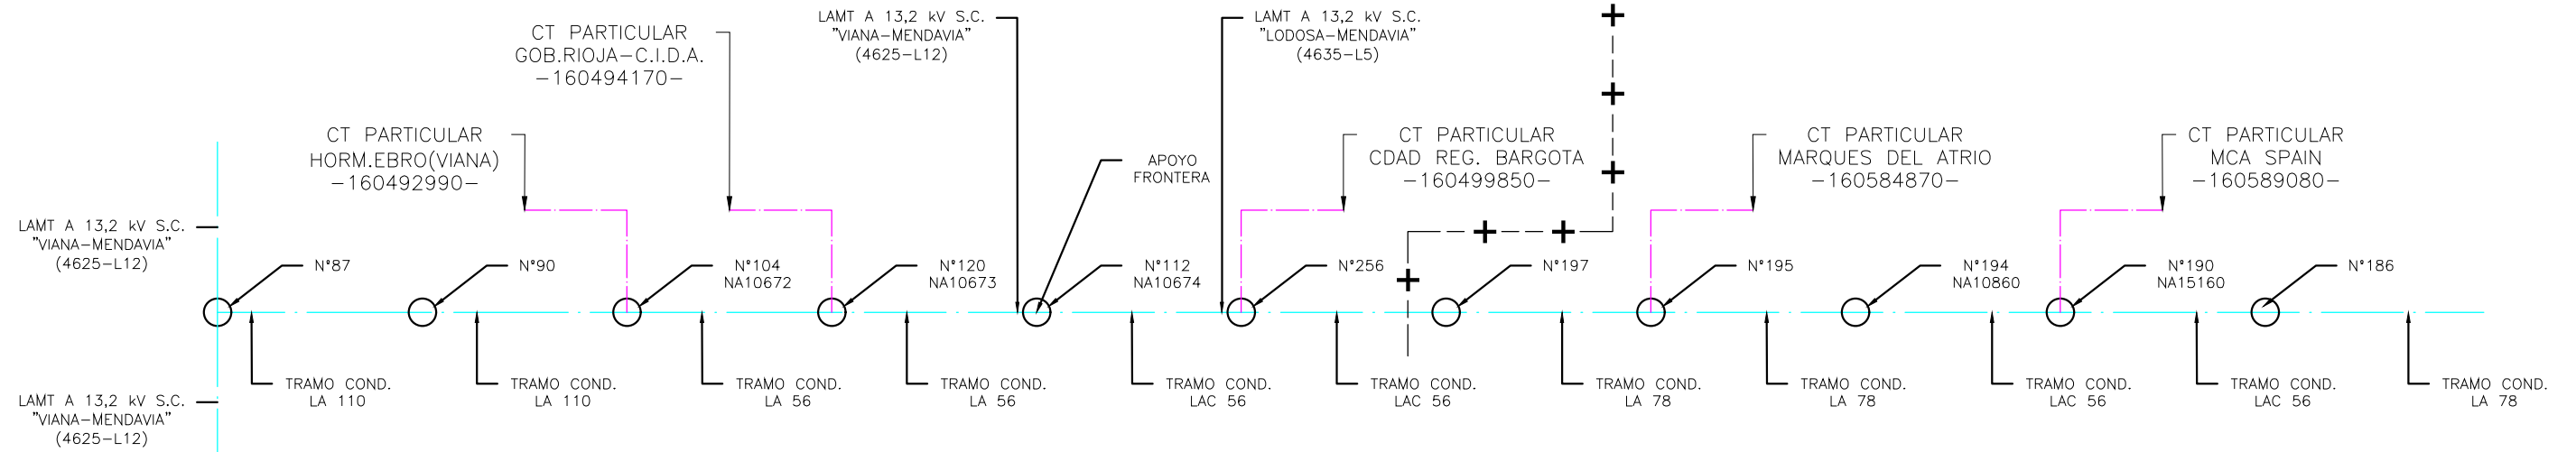 LAMT A 13,2 kV S.C.
"VIANA-MENDAVIA"
(4625-L12)
LAMT A 13,2 kV S.C.
"LODOSA-MENDAVIA"
(4635-L5)
CT PARTICULAR
GOB.RIOJA-C.I.D.A.
-160494170-
CT PARTICULAR
HORM.EBRO(VIANA)
-160492990-
APOYO
FRONTERA
CT PARTICULAR
CDAD REG. BARGOTA
-160499850-
CT PARTICULAR
MARQUES DEL ATRIO
-160584870-
CT PARTICULAR
MCA SPAIN
-160589080-
LAMT A 13,2 kV S.C.
"VIANA-MENDAVIA"
(4625-L12)
N°87
N°90
N°104
NA10672
N°120
NA10673
N°112
NA10674
N°256
N°197
N°195
N°194
NA10860
N°190
NA15160
N°186
LAMT A 13,2 kV S.C.
"VIANA-MENDAVIA"
(4625-L12)
TRAMO COND.
LA 110
TRAMO COND.
LA 110
TRAMO COND.
LA 56
TRAMO COND.
LA 56
TRAMO COND.
LAC 56
TRAMO COND.
LAC 56
TRAMO COND.
LA 78
TRAMO COND.
LA 78
TRAMO COND.
LAC 56
TRAMO COND.
LAC 56
TRAMO COND.
LA 78